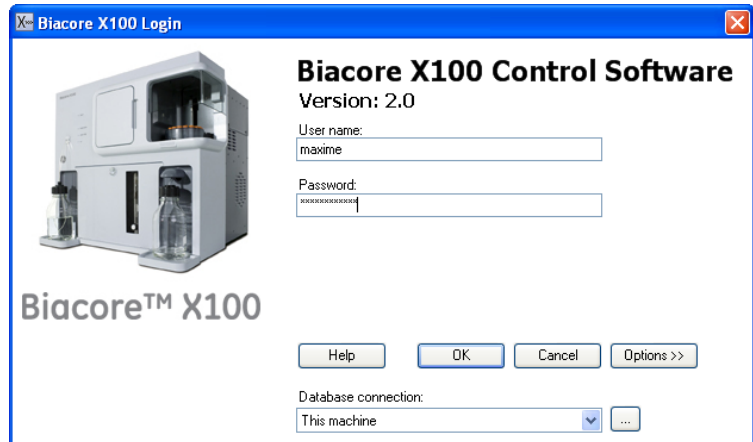 Biacore X100 Login
Biacore X100 Control Software
Version: 2.0
User name:
maxime
Password:
xxxxxxxxxxxx
Biacore™ X100
Help
OK
Cancel
Options >>
Database connection:
This machine
...